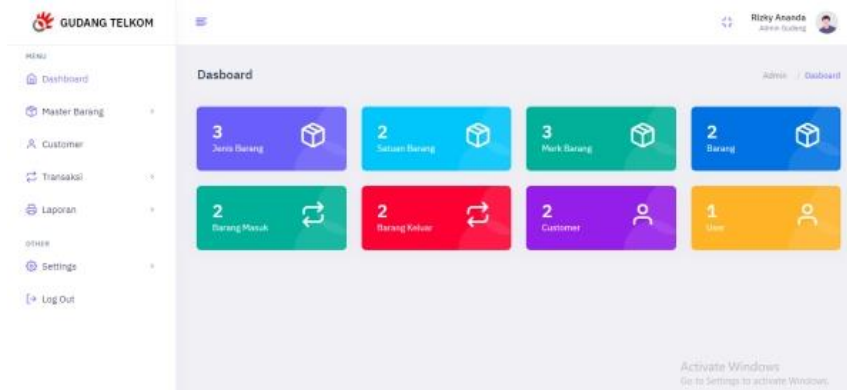 GUDANG TELKOM
Rizky Ananda
Admin Gudang
MENU
Dashboard
Master Barang
Customer
Transaksi
Laporan
OTHER
Settings
Log Out
Dasboard
Admin / Dasboard
3
Jenis Barang
2
Satuan Barang
3
Merk Barang
2
Barang
2
Barang Masuk
2
Barang Keluar
2
Customer
1
User
Activate Windows
Go to Settings to activate Windows.